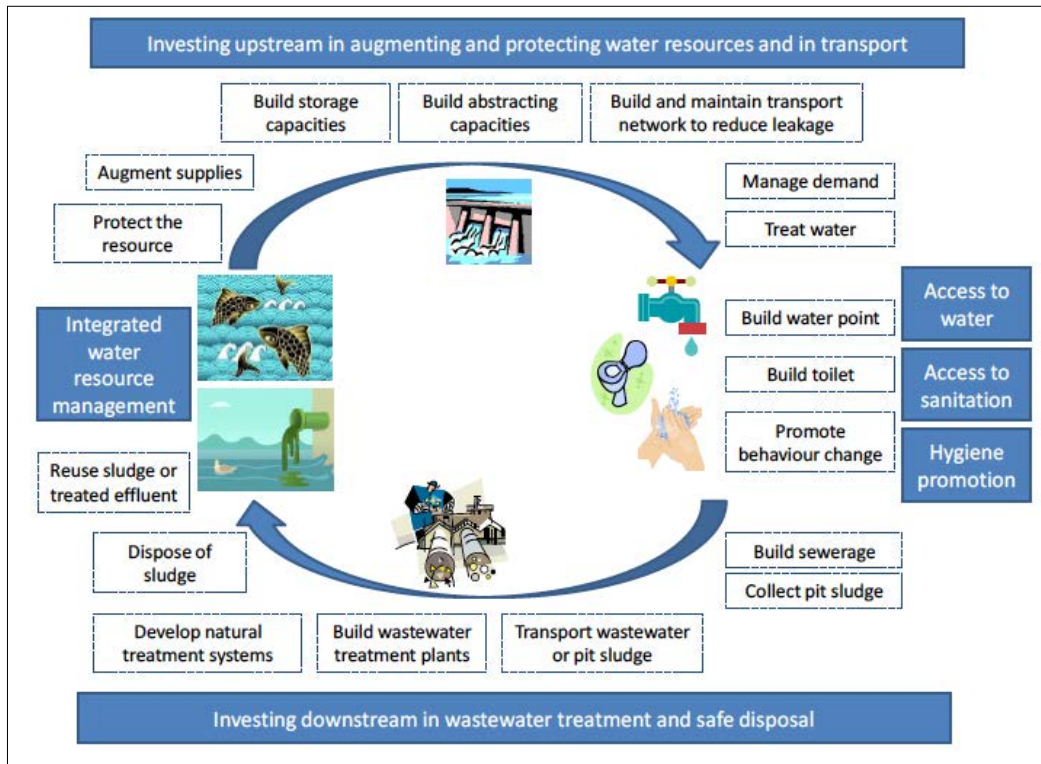 Investing upstream in augmenting and protecting water resources and in transport
Build storage
capacities
Build abstracting
capacities
Build and maintain transport
network to reduce leakage
Augment supplies
Protect the
resource
Manage demand
Treat water
Integrated
water
resource
management
Build water point
Access to
water
Build toilet
Access to
sanitation
Promote
behaviour change
Hygiene
promotion
Reuse sludge or
treated effluent
Dispose of
sludge
Build sewerage
Collect pit sludge
Develop natural
treatment systems
Build wastewater
treatment plants
Transport wastewater
or pit sludge
Investing downstream in wastewater treatment and safe disposal